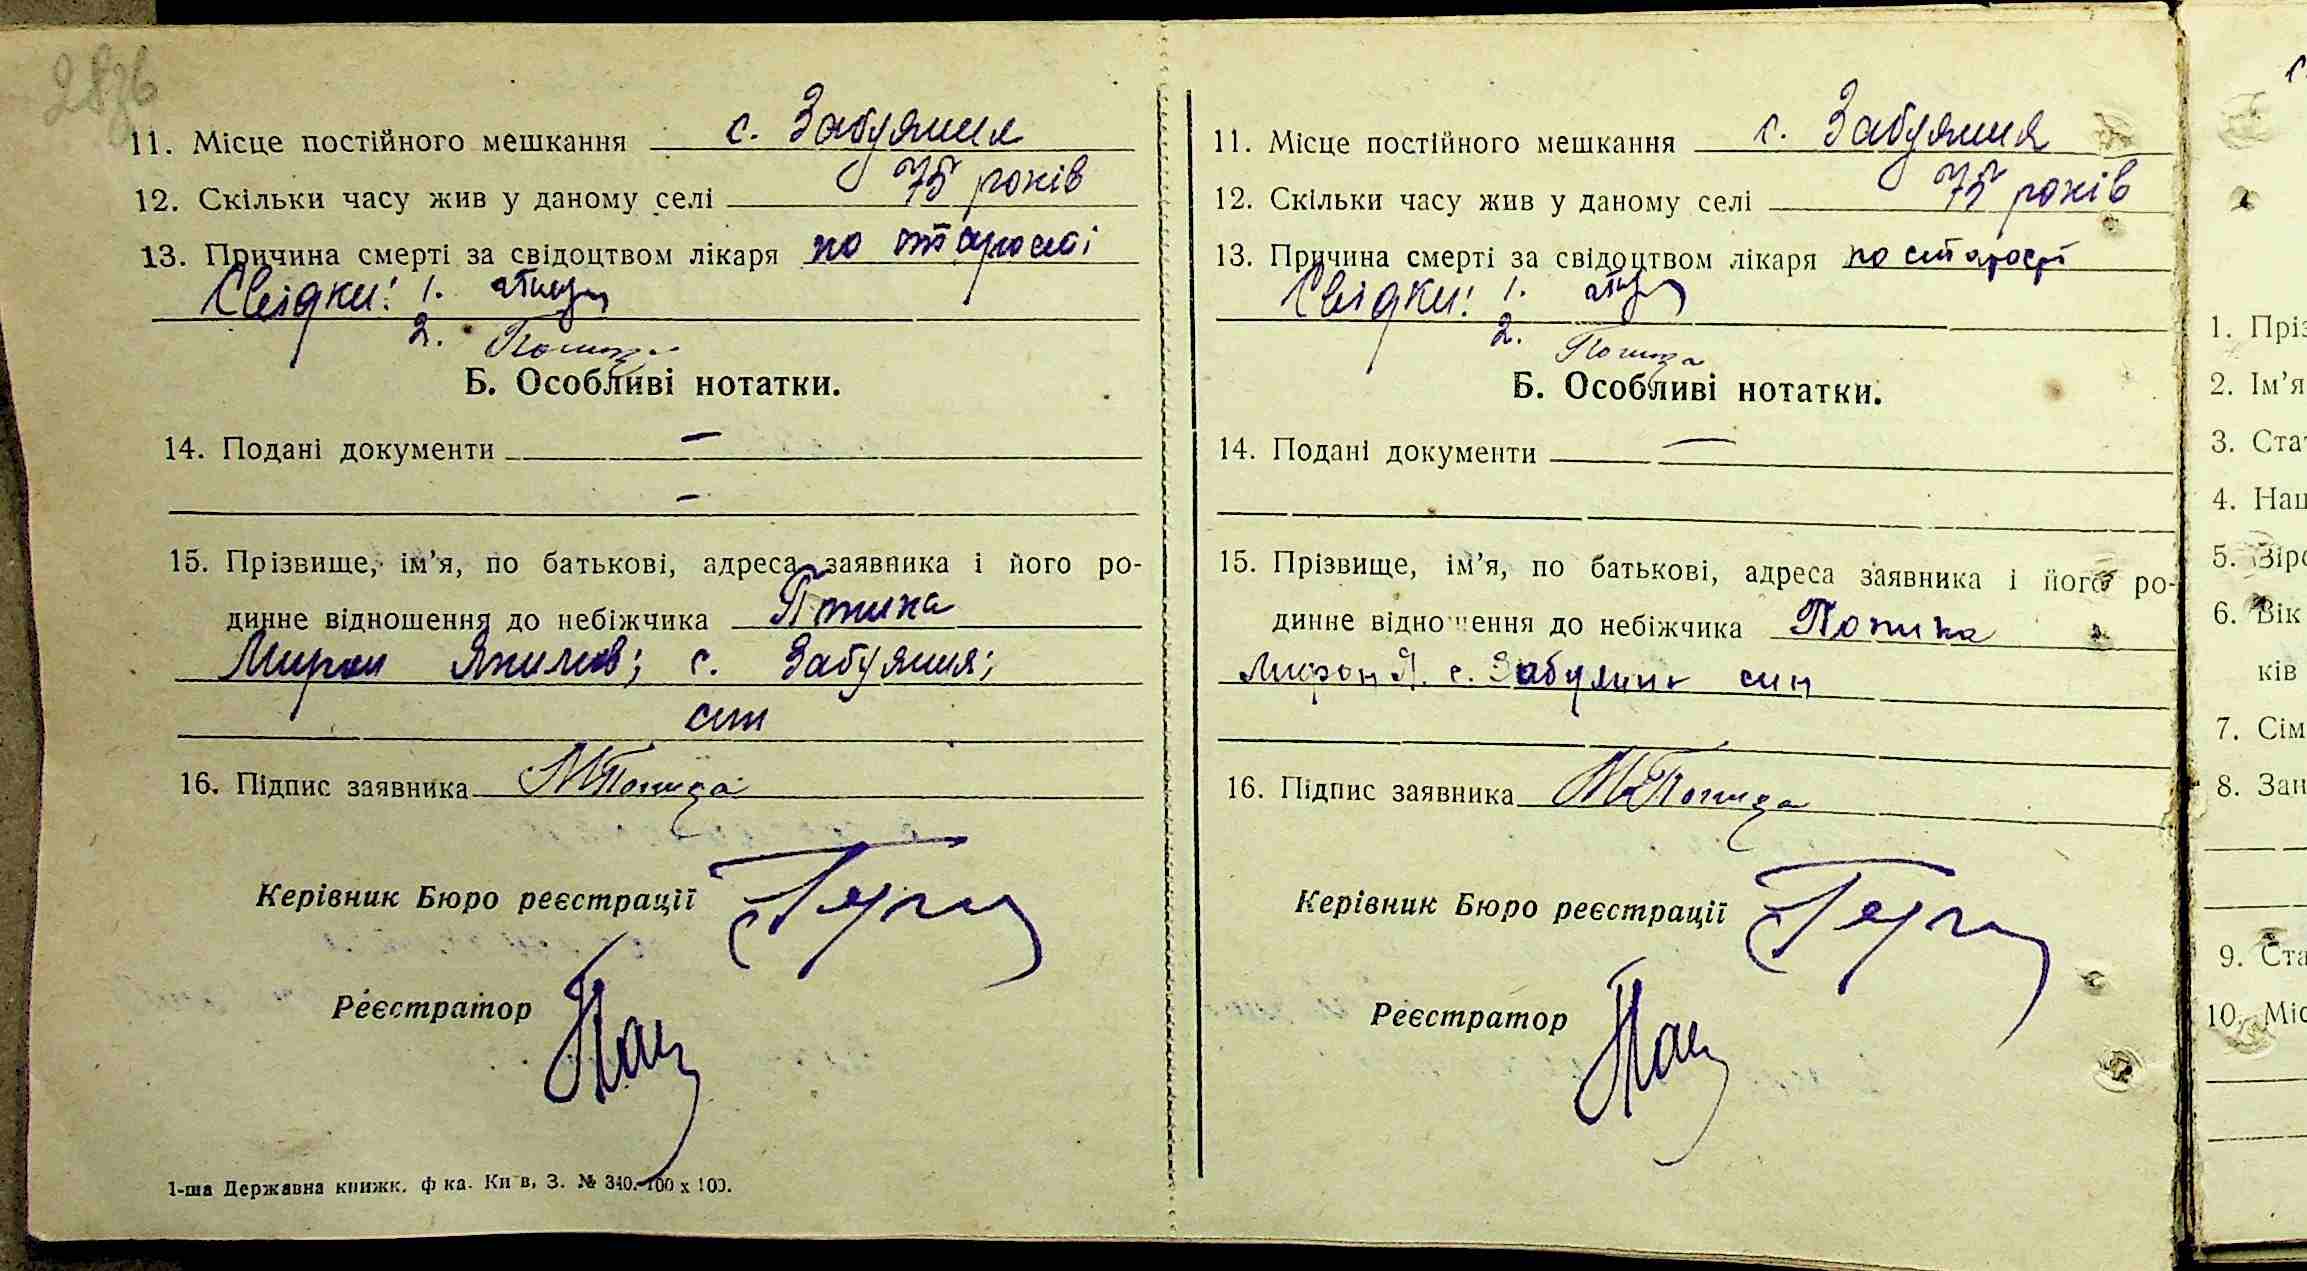 11. Місце постійного мешкання с. Забуяння
12. Скільки часу жив у даному селі 75 років
13. Причина смерті за свідоцтвом лікаря по старості
Свідки: 1.
2.
Б. Особливі нотатки.
14. Подані документи —
—
15. Прізвище, ім’я, по батькові, адреса заявника і його ро-
динне відношення до небіжчика
Мирон с. Забуяння;
син
16. Підпис заявника
Керівник Бюро реєстрації
Реєстратор
1-ша Державна книжк. ф ка. Київ, З. № 340. 100 x 100.
11. Місце постійного мешкання с. Забуяння
12. Скільки часу жив у даному селі 75 років
13. Причина смерті за свідоцтвом лікаря по старості
Свідки: 1.
2.
Б. Особливі нотатки.
14. Подані документи —
15. Прізвище, ім’я, по батькові, адреса заявника і його ро-
динне відношення до небіжчика
Мирон Я. с. Забуяння син
16. Підпис заявника
Керівник Бюро реєстрації
Реєстратор
1. Пріз
2. Ім’я
3. Ста
4. Нац
5. Віро
6. Вік
ків
7. Сім
8. Зан
9. Ста
10. Міс